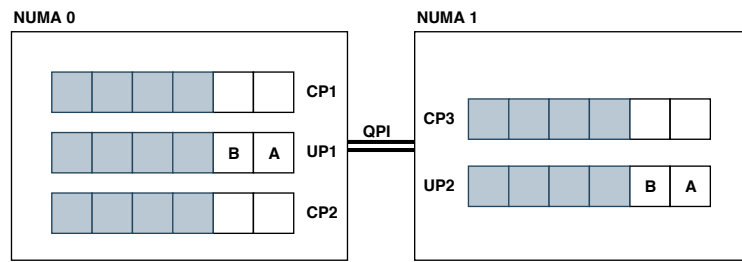 NUMA 0
NUMA 1
CP1
B A UP1
CP2
QPI
CP3
UP2 B A